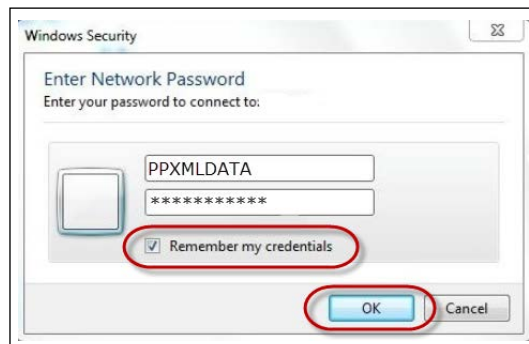 Windows Security
Enter Network Password
Enter your password to connect to:
PPXMLDATA
***********
Remember my credentials
OK Cancel